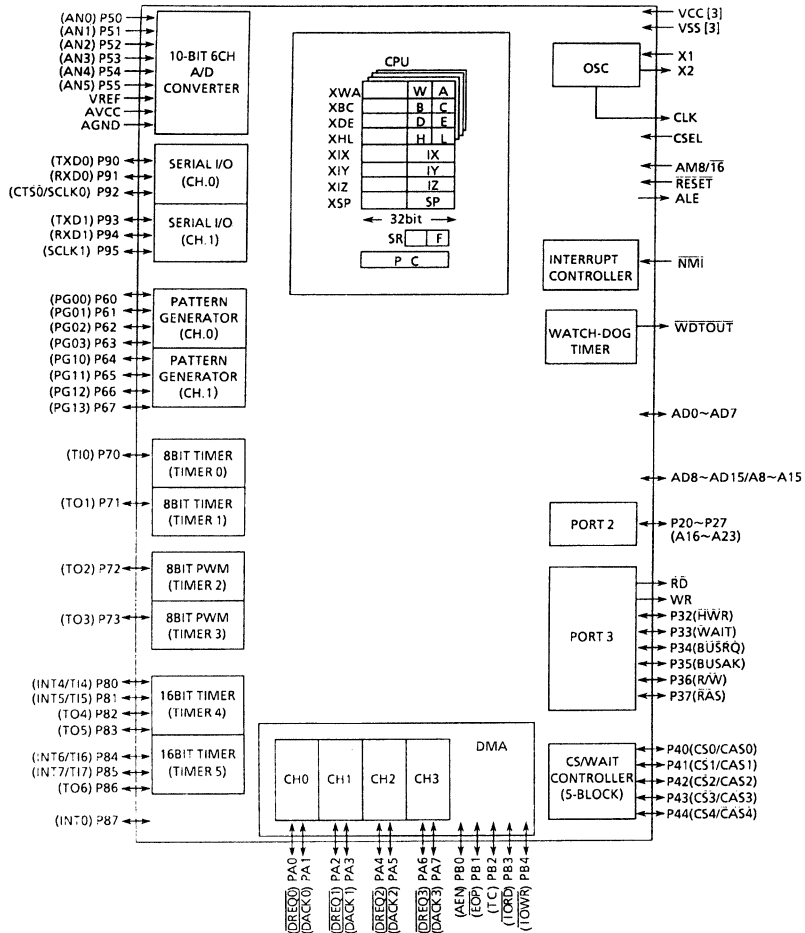 (AN0) P50
(AN1) P51
(AN2) P52
(AN3) P53
(AN4) P54
(AN5) P55
VREF
AVCC
AGND
10-BIT 6CH
A/D
CONVERTER
(TXD0) P90
(RXD0) P91
(CTS0/SCLK0) P92
SERIAL I/O
(CH.0)
(TXD1) P93
(RXD1) P94
(SCLK1) P95
SERIAL I/O
(CH.1)
(PG00) P60
(PG01) P61
(PG02) P62
(PG03) P63
PATTERN
GENERATOR
(CH.0)
(PG10) P64
(PG11) P65
(PG12) P66
(PG13) P67
PATTERN
GENERATOR
(CH.1)
(TI0) P70
8BIT TIMER
(TIMER 0)
(TO1) P71
8BIT TIMER
(TIMER 1)
(TO2) P72
8BIT PWM
(TIMER 2)
(TO3) P73
8BIT PWM
(TIMER 3)
(INT4/TI4) P80
(INT5/TI5) P81
(TO4) P82
(TO5) P83
16BIT TIMER
(TIMER 4)
(INT6/TI6) P84
(INT7/TI7) P85
(TO6) P86
16BIT TIMER
(TIMER 5)
(INT0) P87
CPU
XWA W A
XBC B C
XDE D E
XHL H L
XIX IX
XIY IY
XIZ IZ
XSP SP
32bit
SR F
P C
DMA
CH0 CH1 CH2 CH3
(DREQ0) PA0
(DACK0) PA1
(DREQ1) PA2
(DACK1) PA3
(DREQ2) PA4
(DACK2) PA5
(DREQ3) PA6
(DACK3) PA7
(AEN) PB0
(EOP) PB1
(TC) PB2
(IORD) PB3
(IOWR) PB4
VCC [3]
VSS [3]
OSC
X1
X2
CLK
CSEL
AM8/16
RESET
ALE
INTERRUPT
CONTROLLER
NMI
WATCH-DOG
TIMER
WDTOUT
AD0~AD7
AD8~AD15/A8~A15
PORT 2
P20~P27
(A16~A23)
PORT 3
RD
WR
P32(HWR)
P33(WAIT)
P34(BUSRQ)
P35(BUSAK)
P36(R/W)
P37(RAS)
CS/WAIT
CONTROLLER
(5-BLOCK)
P40(CS0/CAS0)
P41(CS1/CAS1)
P42(CS2/CAS2)
P43(CS3/CAS3)
P44(CS4/CAS4)